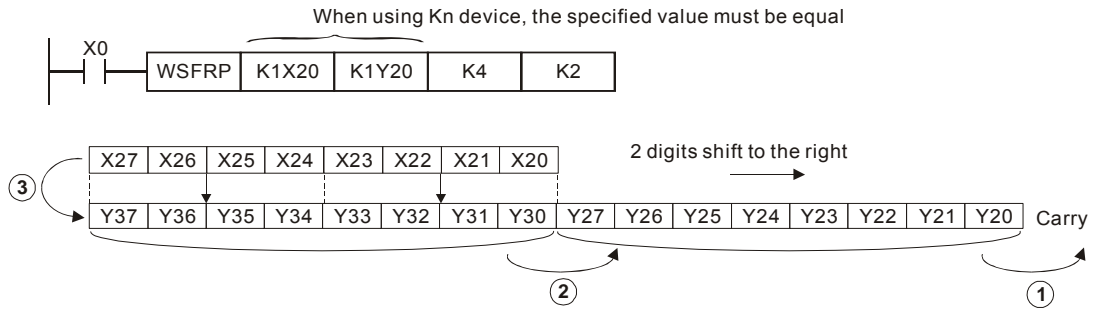 When using Kn device, the specified value must be equal
X0
WSFRP K1X20 K1Y20 K4 K2
X27 X26 X25 X24 X23 X22 X21 X20
2 digits shift to the right
3
Y37 Y36 Y35 Y34 Y33 Y32 Y31 Y30 Y27 Y26 Y25 Y24 Y23 Y22 Y21 Y20 Carry
2
1